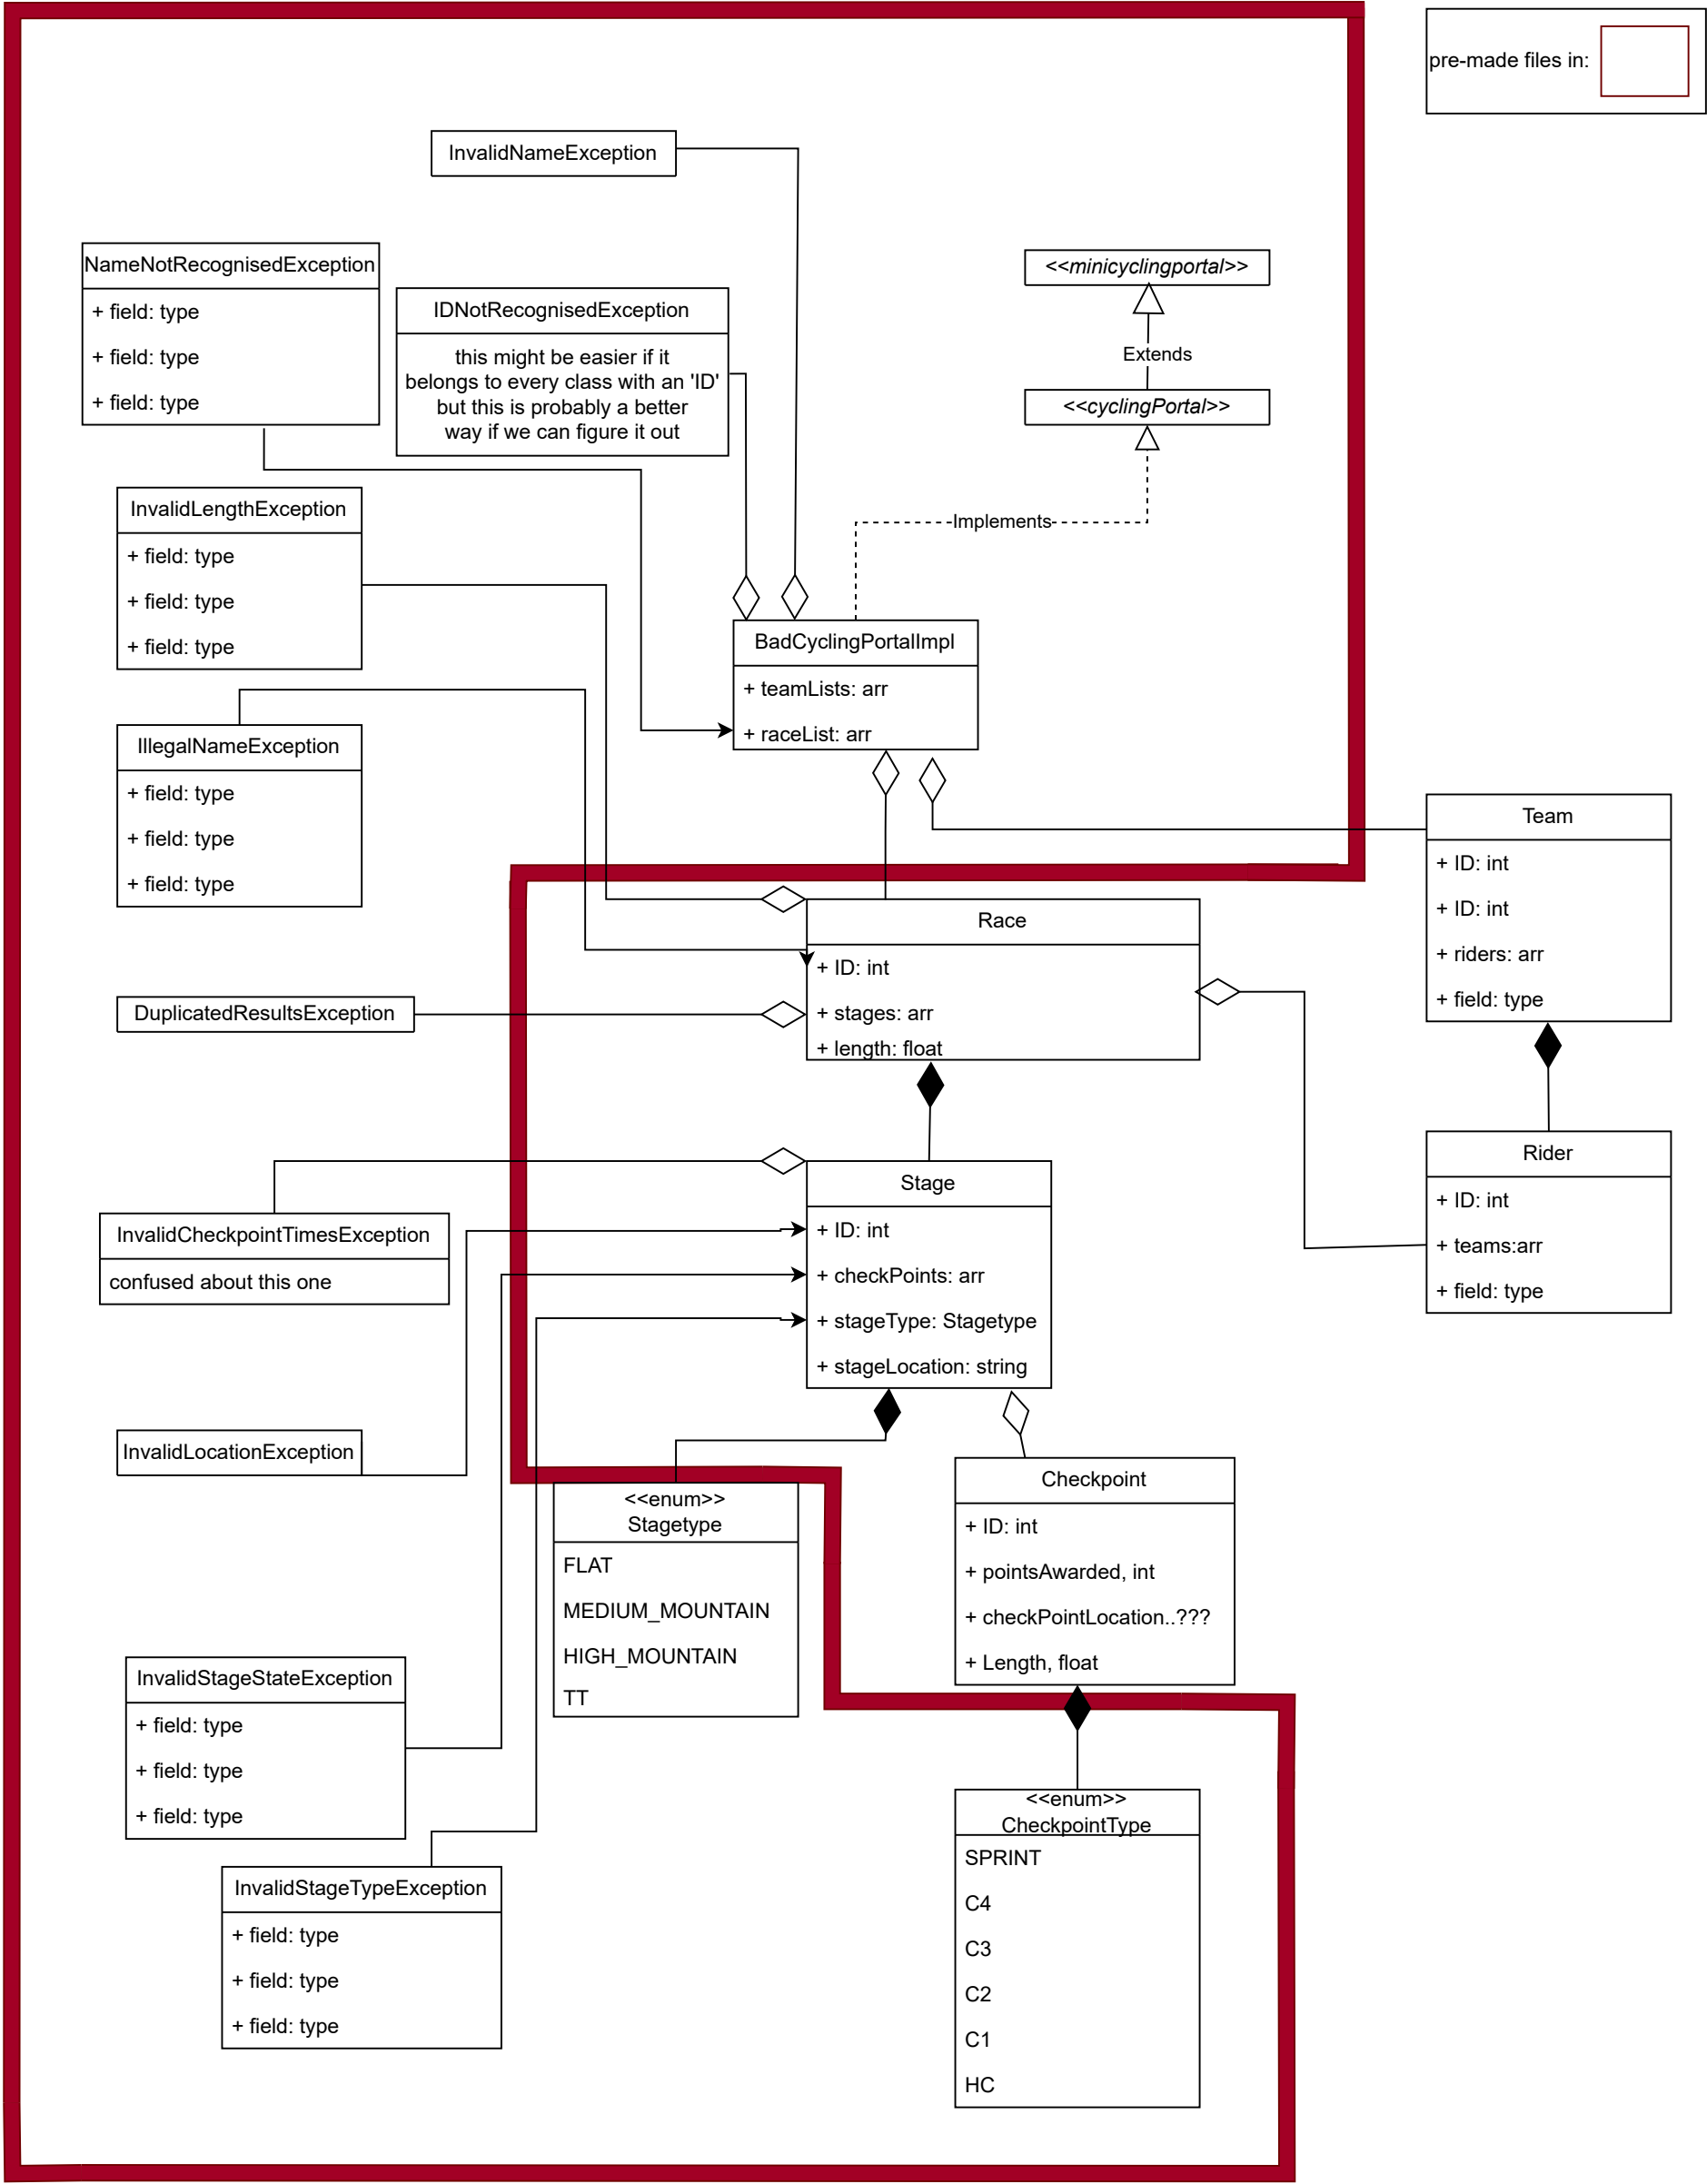 pre-made files in:
InvalidNameException
NameNotRecognisedException
+ field: type
+ field: type
+ field: type
IDNotRecognisedException
this might be easier if it
belongs to every class with an 'ID'
but this is probably a better
way if we can figure it out
<<minicyclingportal>>
Extends
<<cyclingPortal>>
Implements
InvalidLengthException
+ field: type
+ field: type
+ field: type
BadCyclingPortalImpl
+ teamLists: arr
+ raceList: arr
IllegalNameException
+ field: type
+ field: type
+ field: type
Team
+ ID: int
+ ID: int
+ riders: arr
+ field: type
Race
+ ID: int
+ stages: arr
+ length: float
DuplicatedResultsException
Rider
+ ID: int
+ teams:arr
+ field: type
Stage
+ ID: int
+ checkPoints: arr
+ stageType: Stagetype
+ stageLocation: string
InvalidCheckpointTimesException
confused about this one
InvalidLocationException
<<enum>>
Stagetype
FLAT
MEDIUM_MOUNTAIN
HIGH_MOUNTAIN
TT
Checkpoint
+ ID: int
+ pointsAwarded, int
+ checkPointLocation..???
+ Length, float
InvalidStageStateException
+ field: type
+ field: type
+ field: type
<<enum>>
CheckpointType
SPRINT
C4
C3
C2
C1
HC
InvalidStageTypeException
+ field: type
+ field: type
+ field: type